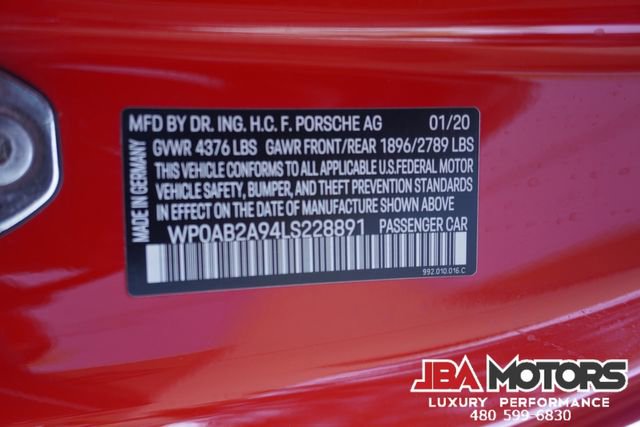 MFD BY DR. ING. H.C. F. PORSCHE AG 01/20
GVWR 4376 LBS GAWR FRONT/REAR 1896/2789 LBS
THIS VEHICLE CONFORMS TO ALL APPLICABLE U.S.FEDERAL MOTOR
VEHICLE SAFETY, BUMPER, AND THEFT PREVENTION STANDARDS
IN EFFECT ON THE DATE OF MANUFACTURE SHOWN ABOVE
WP0AB2A94LS228891 PASSENGER CAR
992.010.016.C
MADE IN GERMANY
JBA MOTORS
LUXURY PERFORMANCE
480 599-6830